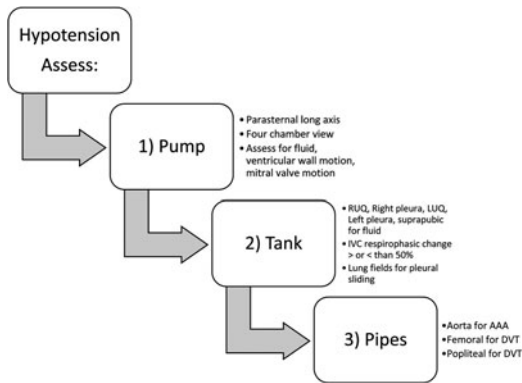 Hypotension
Assess:
1) Pump
• Parasternal long axis
• Four chamber view
• Assess for fluid,
ventricular wall motion,
mitral valve motion
2) Tank
• RUQ, Right pleura, LUQ,
Left pleura, suprapubic
for fluid
• IVC respirophasic change
> or < than 50%
• Lung fields for pleural
sliding
3) Pipes
• Aorta for AAA
• Femoral for DVT
• Popliteal for DVT